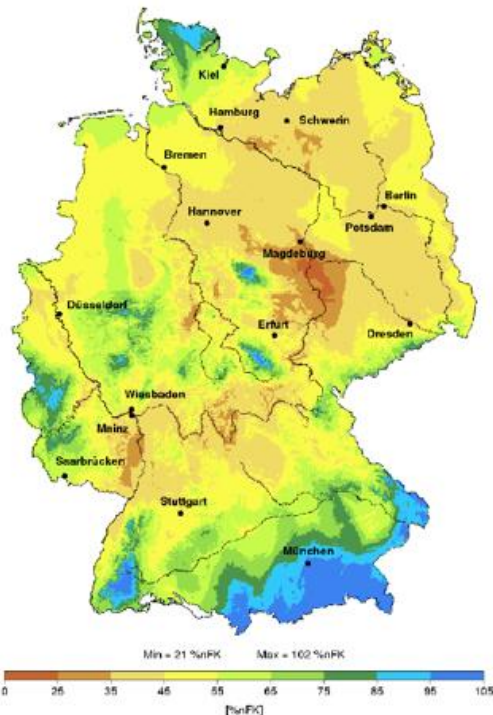 Kiel
Hamburg
Schwerin
Bremen
Berlin
Hannover
Potsdam
Magdeburg
Düsseldorf
Erfurt
Dresden
Wiesbaden
Mainz
Saarbrücken
Stuttgart
München
Min = 21 %nFK Max = 102 %nFK
0 25 35 45 55 65 70 85 95 105
[%nFK]